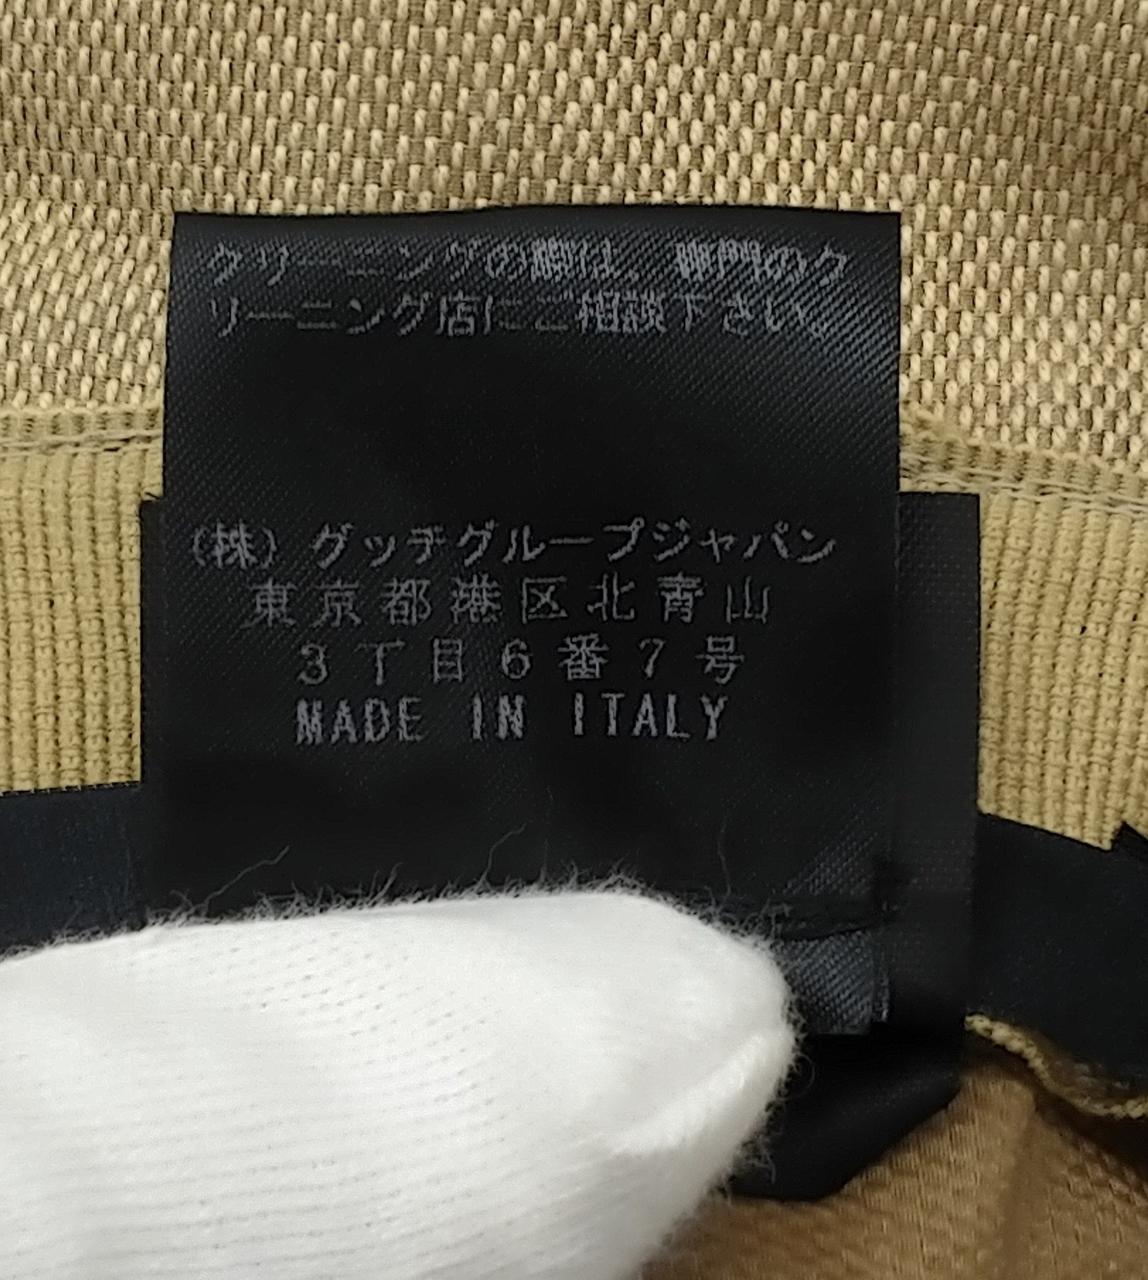 クリーニングの際は、専門のク
リーニング店にご相談下さい。
(株) グッチグループジャパン
東京都港区北青山
3丁目6番7号
MADE IN ITALY